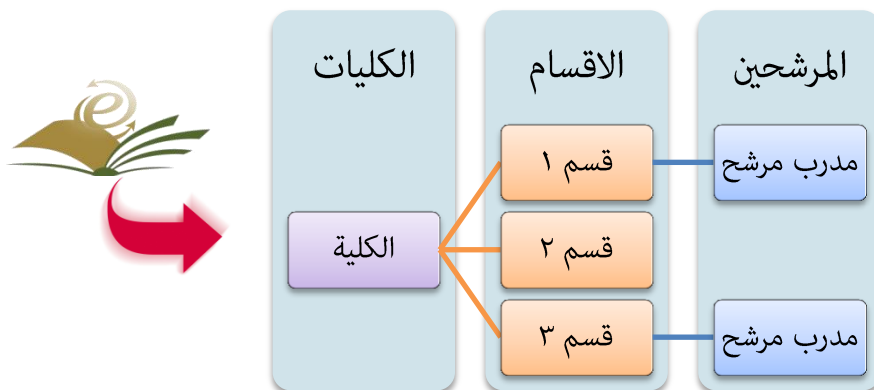 الكليات
الاقسام
المرشحين
الكلية
قسم ١
قسم ٢
قسم ٣
مدرب مرشح
مدرب مرشح